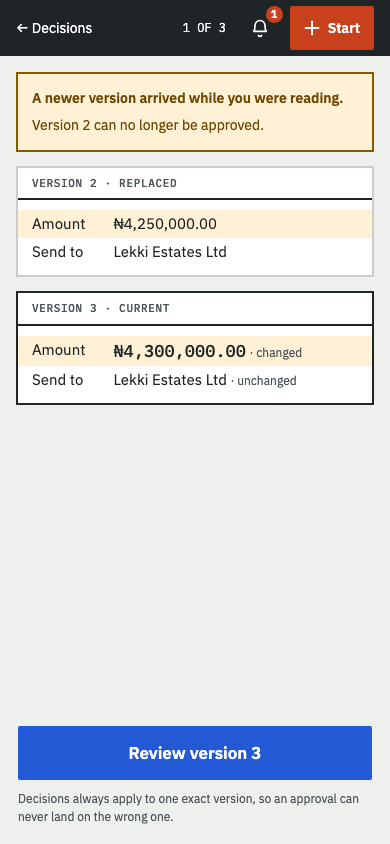 ← Decisions 1 OF 3 1 + Start
A newer version arrived while you were reading.
Version 2 can no longer be approved.
VERSION 2 · REPLACED
Amount ₦4,250,000.00
Send to Lekki Estates Ltd
VERSION 3 · CURRENT
Amount ₦4,300,000.00 · changed
Send to Lekki Estates Ltd · unchanged
Review version 3
Decisions always apply to one exact version, so an approval can
never land on the wrong one.